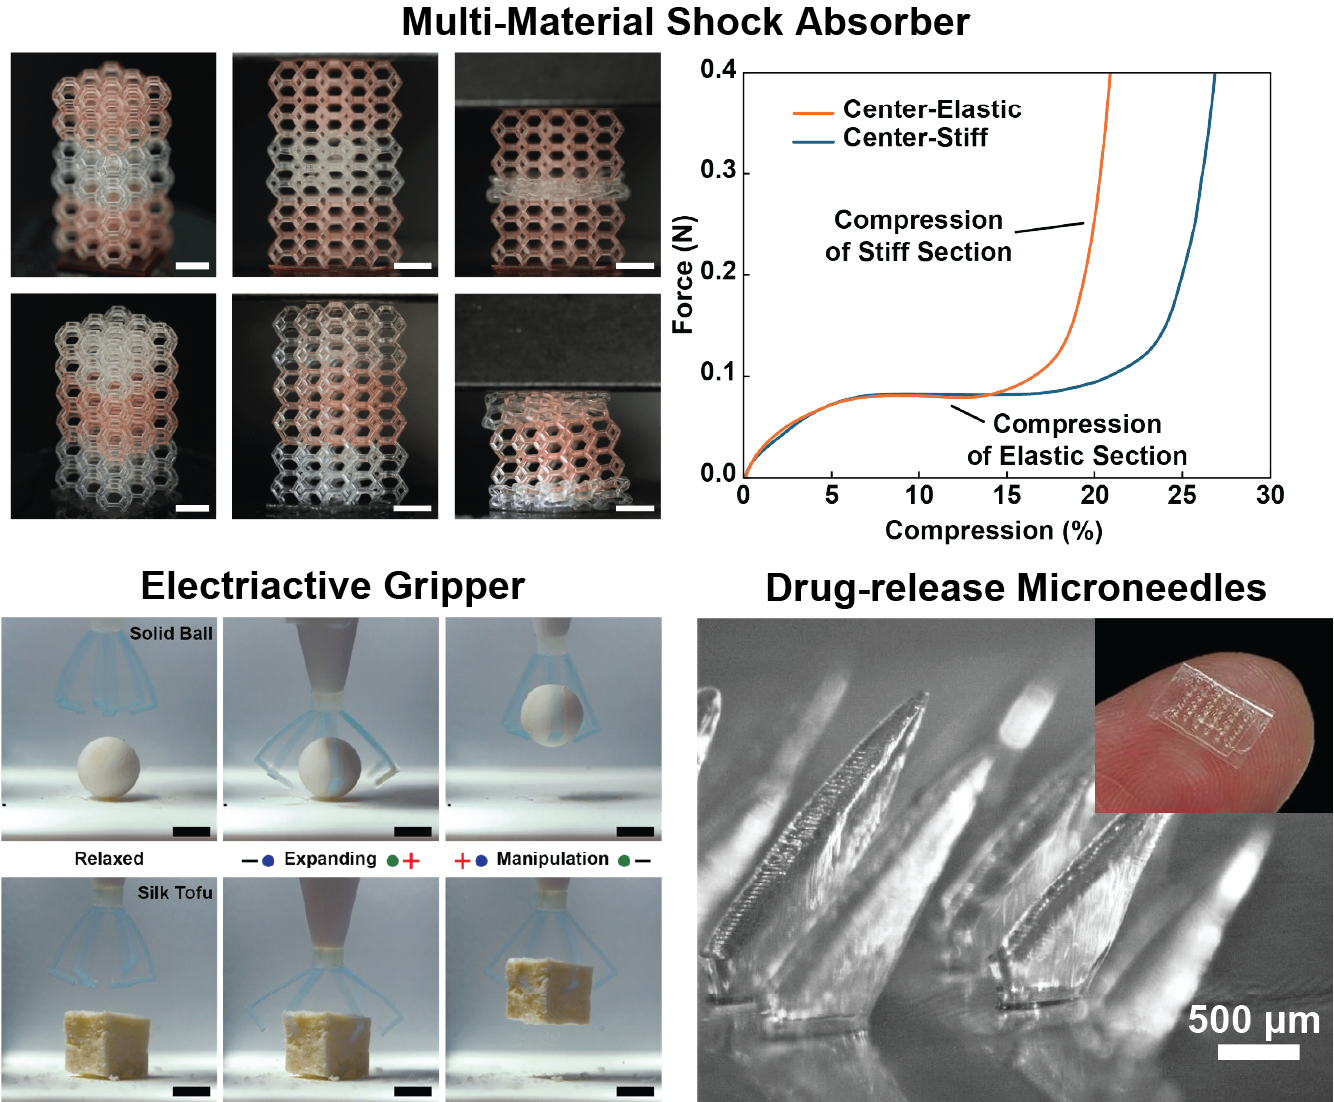 Multi-Material Shock Absorber
0.4
0.3
0.2
0.1
0.0
Force (N)
Center-Elastic
Center-Stiff
Compression
of Stiff Section
Compression
of Elastic Section
0 5 10 15 20 25 30
Compression (%)
Electriactive Gripper
Solid Ball
Relaxed
− Expanding +
+ Manipulation −
Silk Tofu
Drug-release Microneedles
500 µm